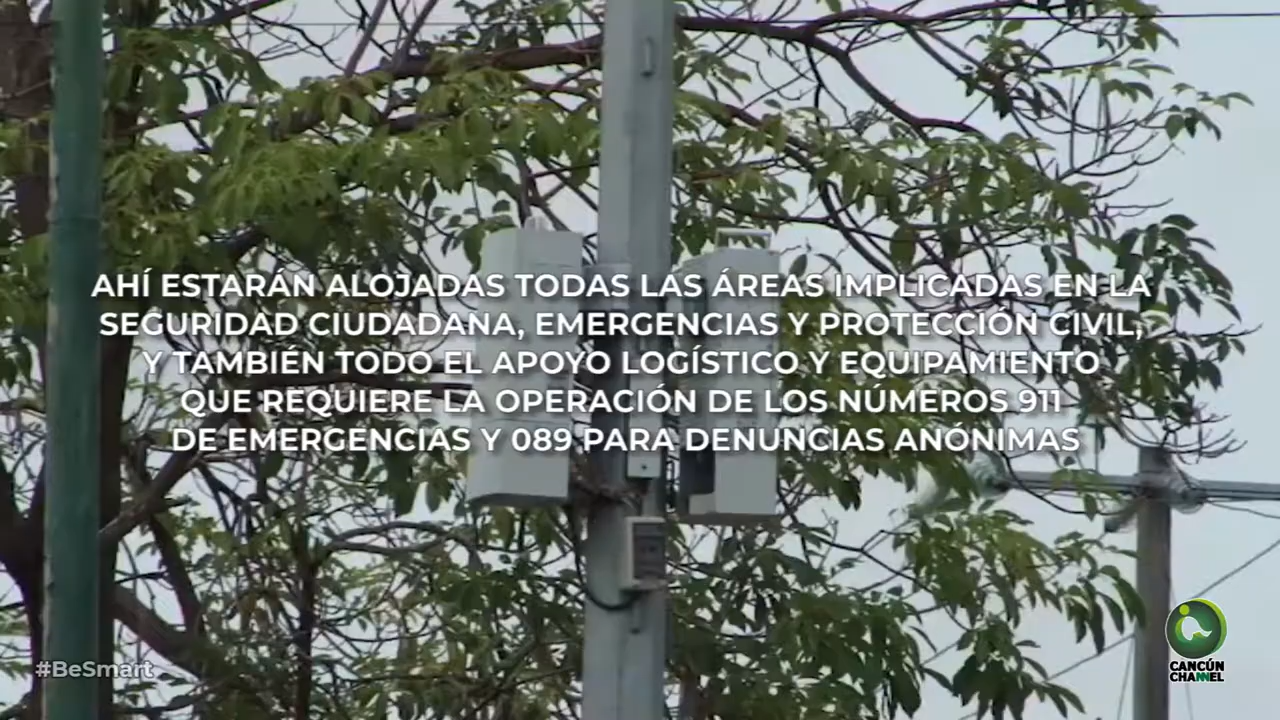 AHÍ ESTARÁN ALOJADAS TODAS LAS ÁREAS IMPLICADAS EN LA
SEGURIDAD CIUDADANA, EMERGENCIAS Y PROTECCIÓN CIVIL,
Y TAMBIÉN TODO EL APOYO LOGÍSTICO Y EQUIPAMIENTO
QUE REQUIERE LA OPERACIÓN DE LOS NÚMEROS 911
DE EMERGENCIAS Y 089 PARA DENUNCIAS ANÓNIMAS
#BeSmart
CANCÚN
CHANNEL